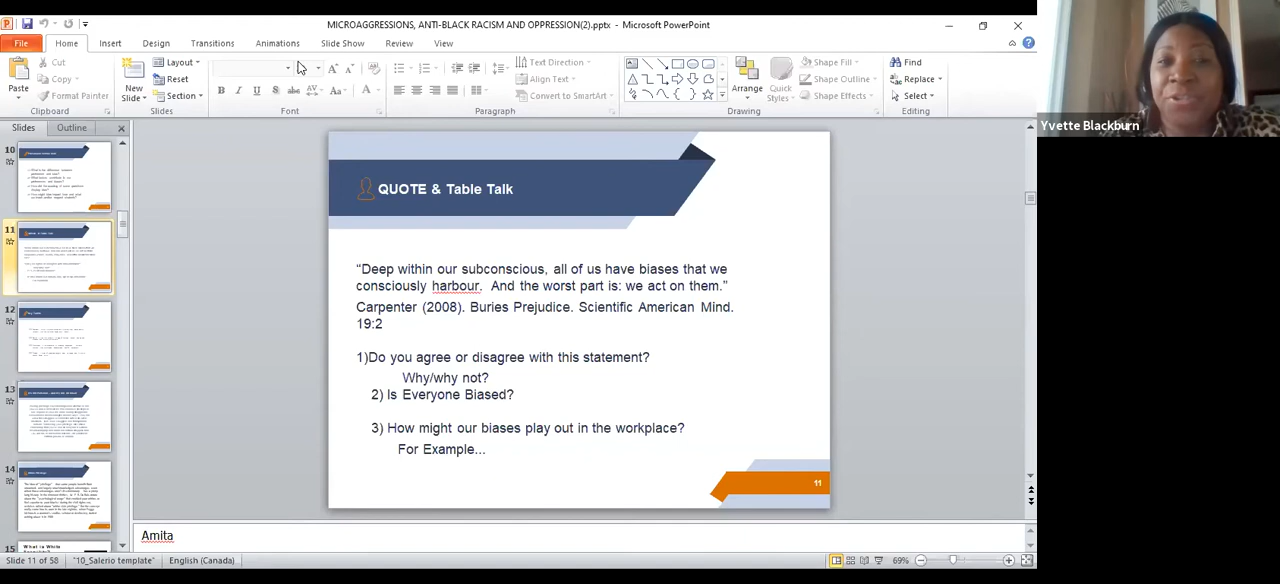 MICROAGGRESSIONS, ANTI-BLACK RACISM AND OPPRESSION(2).pptx - Microsoft PowerPoint
File Home Insert Design Transitions Animations Slide Show Review View
Paste
Cut
Copy
Format Painter
Clipboard
New
Slide
Layout
Reset
Section
Slides
Font
Text Direction
Align Text
Convert to SmartArt
Paragraph
Arrange
Quick
Styles
Shape Fill
Shape Outline
Shape Effects
Drawing
Find
Replace
Select
Editing
Yvette Blackburn
Slides Outline
10
11
12
13
14
15
QUOTE & Table Talk
“Deep within our subconscious, all of us have biases that we
consciously harbour. And the worst part is: we act on them.”
Carpenter (2008). Buries Prejudice. Scientific American Mind.
19:2
1)Do you agree or disagree with this statement?
Why/why not?
2) Is Everyone Biased?
3) How might our biases play out in the workplace?
For Example...
11
Amita
Slide 11 of 58 "10_Salerio template" English (Canada) 69%